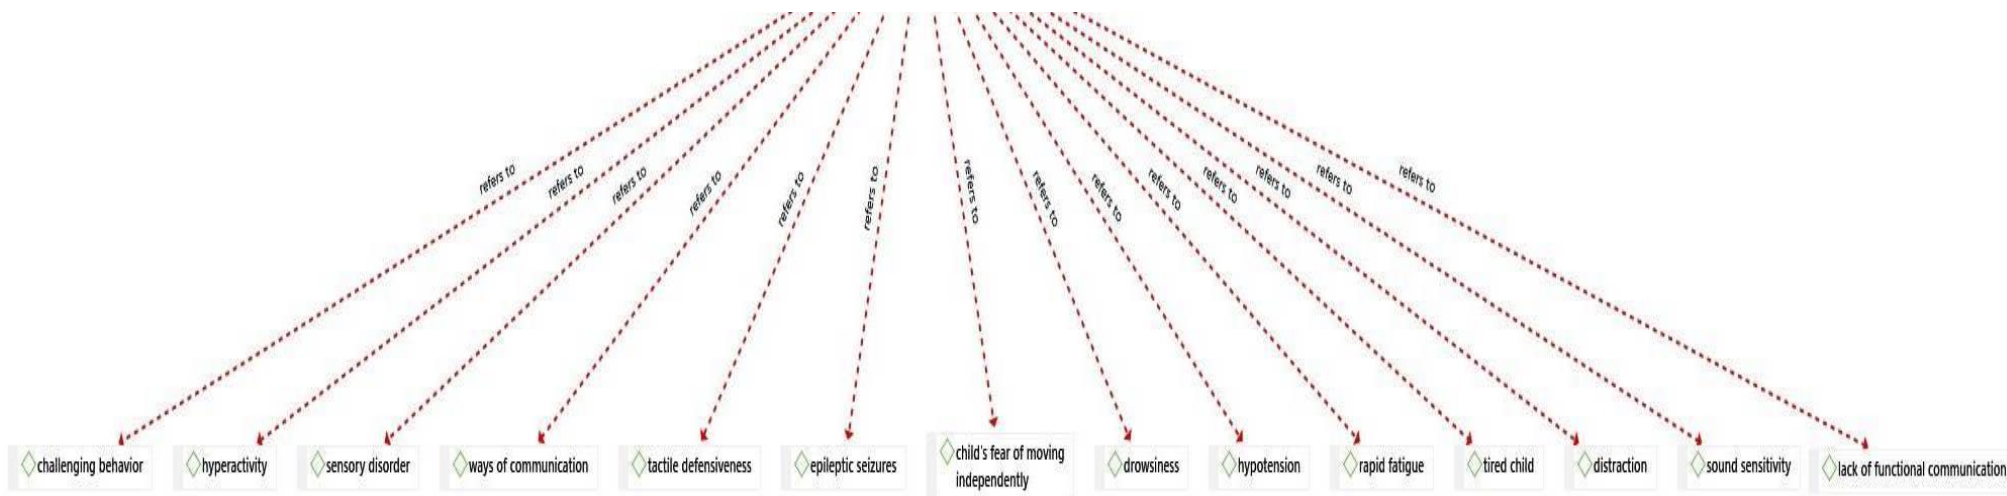 refers to
refers to
refers to
refers to
refers to
refers to
refers to
refers to
refers to
refers to
refers to
refers to
refers to
refers to
challenging behavior
hyperactivity
sensory disorder
ways of communication
tactile defensiveness
epileptic seizures
child's fear of moving
independently
drowsiness
hypotension
rapid fatigue
tired child
distraction
sound sensitivity
lack of functional communication